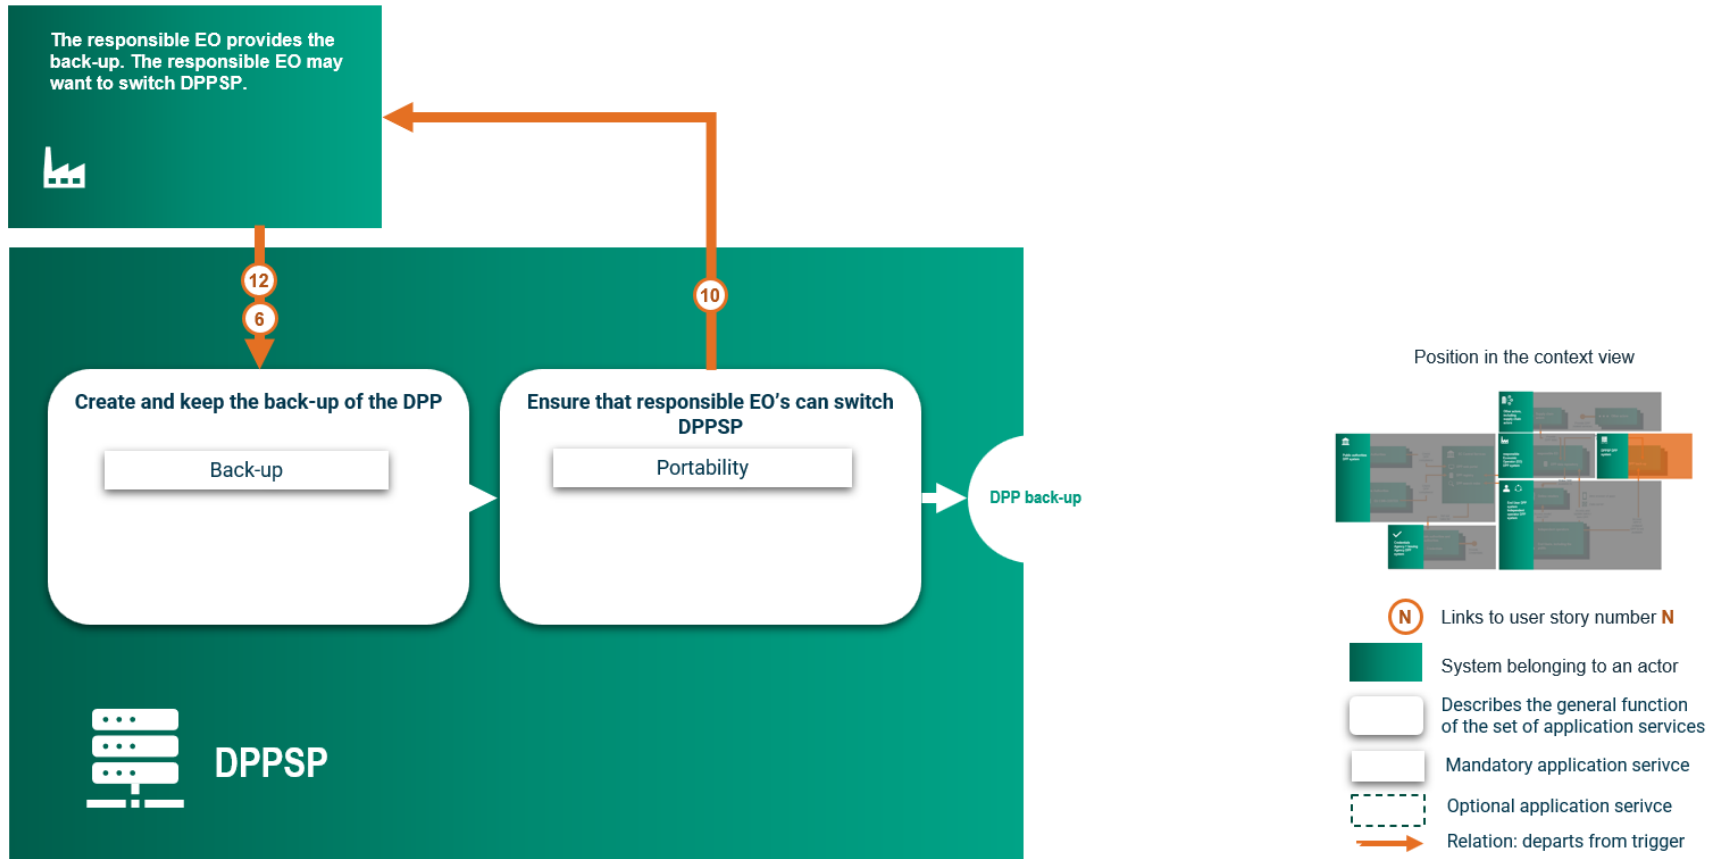 The responsible EO provides the
back-up. The responsible EO may
want to switch DPPSP.
12
6
10
Create and keep the back-up of the DPP
Back-up
Ensure that responsible EO's can switch
DPPSP
Portability
DPP back-up
DPPSP
Position in the context view
N Links to user story number N
System belonging to an actor
Describes the general function
of the set of application services
Mandatory application serivce
Optional application serivce
Relation: departs from trigger